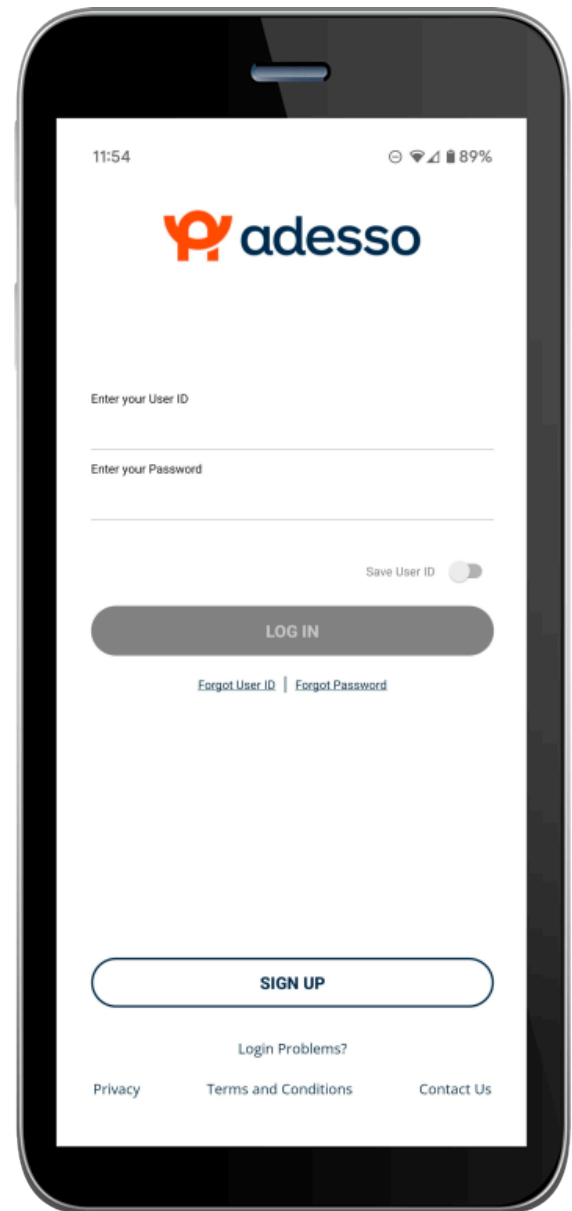 11:54 89%
adesso
Enter your User ID
Enter your Password
Save User ID
LOG IN
Forgot User ID | Forgot Password
SIGN UP
Login Problems?
Privacy Terms and Conditions Contact Us